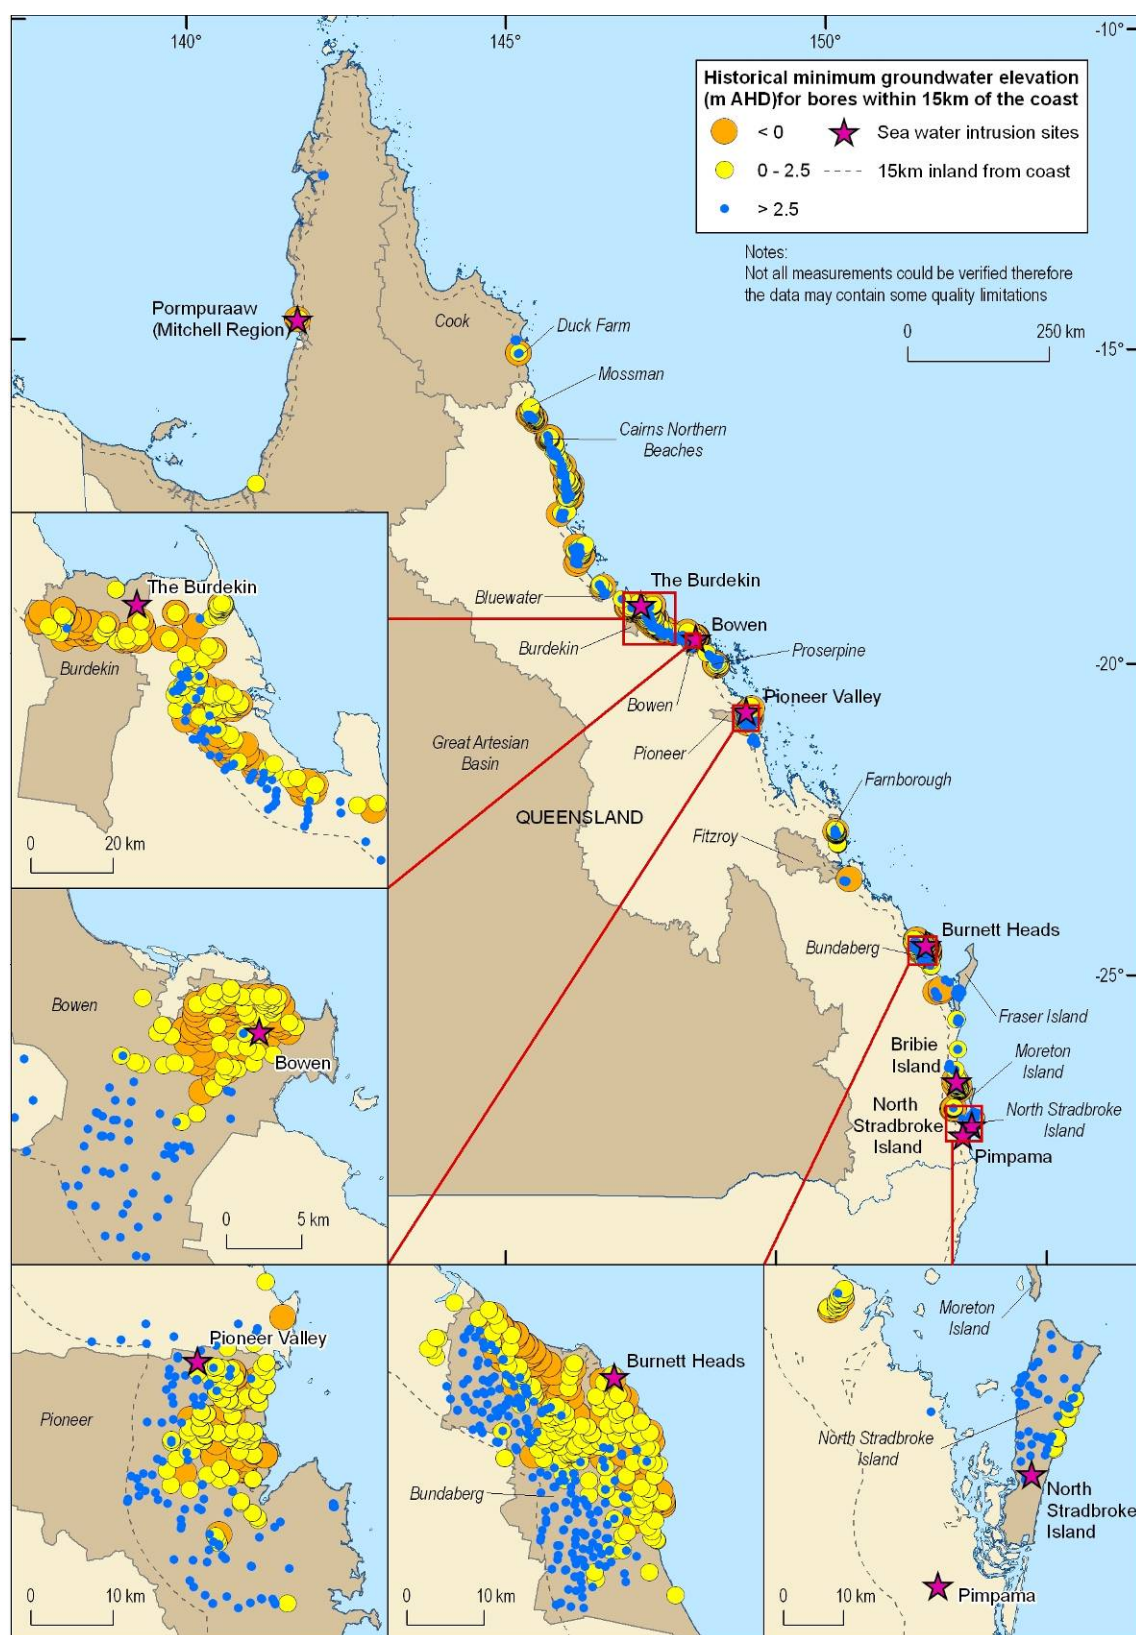 140°
145°
150°
-10°
Historical minimum groundwater elevation
(m AHD)for bores within 15km of the coast
< 0
Sea water intrusion sites
0 - 2.5
15km inland from coast
> 2.5
Notes:
Not all measurements could be verified therefore
the data may contain some quality limitations
0
250 km
Pormpuraaw
(Mitchell Region)
Cook
Duck Farm
-15°
Mossman
Cairns Northern
Beaches
The Burdekin
Bluewater
Bowen
Burdekin
Proserpine
-20°
Bowen
Pioneer Valley
Pioneer
Great Artesian
Basin
QUEENSLAND
Farnborough
Fitzroy
Burnett Heads
Bundaberg
-25°
Fraser Island
Bribie
Island
Moreton
Island
North
Stradbroke
Island
North Stradbroke
Island
Pimpama
The Burdekin
Burdekin
0
20 km
Bowen
Bowen
0
5 km
Pioneer Valley
Pioneer
0
10 km
Burnett Heads
Bundaberg
0
10 km
Moreton
Island
North Stradbroke
Island
North
Stradbroke
Island
0
10 km
Pimpama